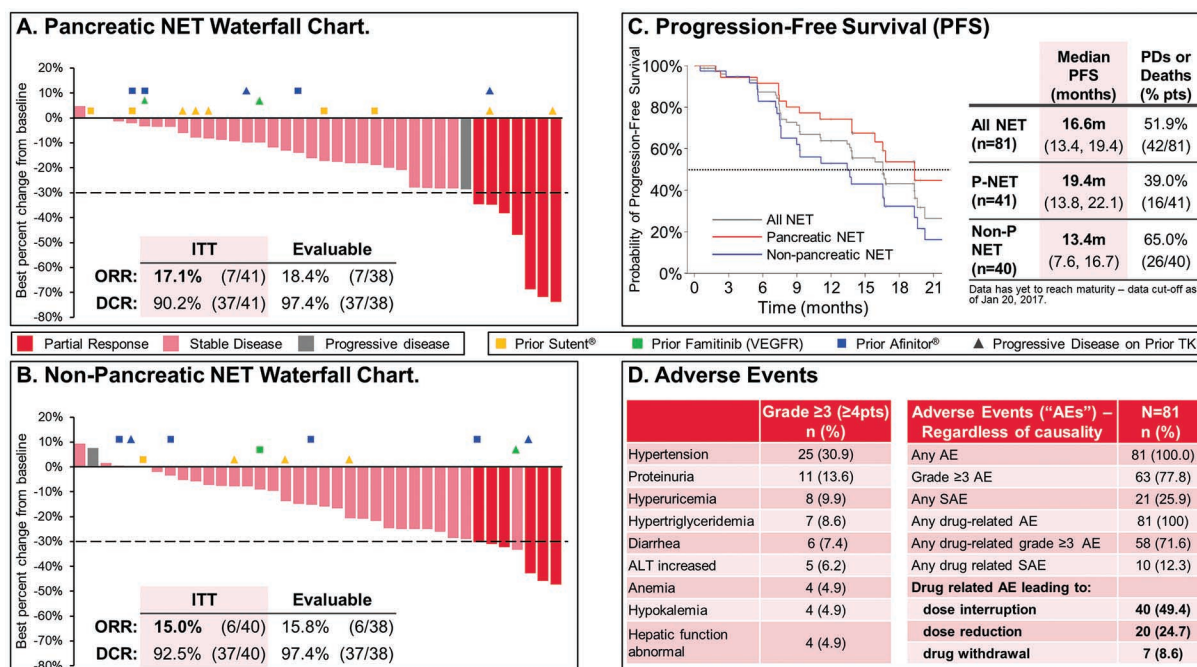 A. Pancreatic NET Waterfall Chart.
Best percent change from baseline
20%
10%
0%
-10%
-20%
-30%
-40%
-50%
-60%
-70%
-80%
ITT Evaluable
ORR: 17.1% (7/41) 18.4% (7/38)
DCR: 90.2% (37/41) 97.4% (37/38)
C. Progression-Free Survival (PFS)
Probability of Progression-Free Survival
100%
80%
60%
40%
20%
0%
All NET
Pancreatic NET
Non-pancreatic NET
0 3 6 9 12 15 18 21
Time (months)
Median PDs or
PFS Deaths
(months) (% pts)
All NET 16.6m 51.9%
(n=81) (13.4, 19.4) (42/81)
P-NET 19.4m 39.0%
(n=41) (13.8, 22.1) (16/41)
Non-P 13.4m 65.0%
NET (7.6, 16.7) (26/40)
(n=40)
Data has yet to reach maturity – data cut-off as
of Jan 20, 2017.
Partial Response Stable Disease Progressive disease
Prior Sutent® Prior Famitinib (VEGFR) Prior Afinitor® Progressive Disease on Prior TK
B. Non-Pancreatic NET Waterfall Chart.
Best percent change from baseline
20%
10%
0%
-10%
-20%
-30%
-40%
-50%
-60%
-70%
-80%
ITT Evaluable
ORR: 15.0% (6/40) 15.8% (6/38)
DCR: 92.5% (37/40) 97.4% (37/38)
D. Adverse Events
Grade ≥3 (≥4pts)
n (%)
Hypertension 25 (30.9)
Proteinuria 11 (13.6)
Hyperuricemia 8 (9.9)
Hypertriglyceridemia 7 (8.6)
Diarrhea 6 (7.4)
ALT increased 5 (6.2)
Anemia 4 (4.9)
Hypokalemia 4 (4.9)
Hepatic function
abnormal 4 (4.9)
Adverse Events (“AEs”) – N=81
Regardless of causality n (%)
Any AE 81 (100.0)
Grade ≥3 AE 63 (77.8)
Any SAE 21 (25.9)
Any drug-related AE 81 (100)
Any drug-related grade ≥3 AE 58 (71.6)
Any drug related SAE 10 (12.3)
Drug related AE leading to:
dose interruption 40 (49.4)
dose reduction 20 (24.7)
drug withdrawal 7 (8.6)